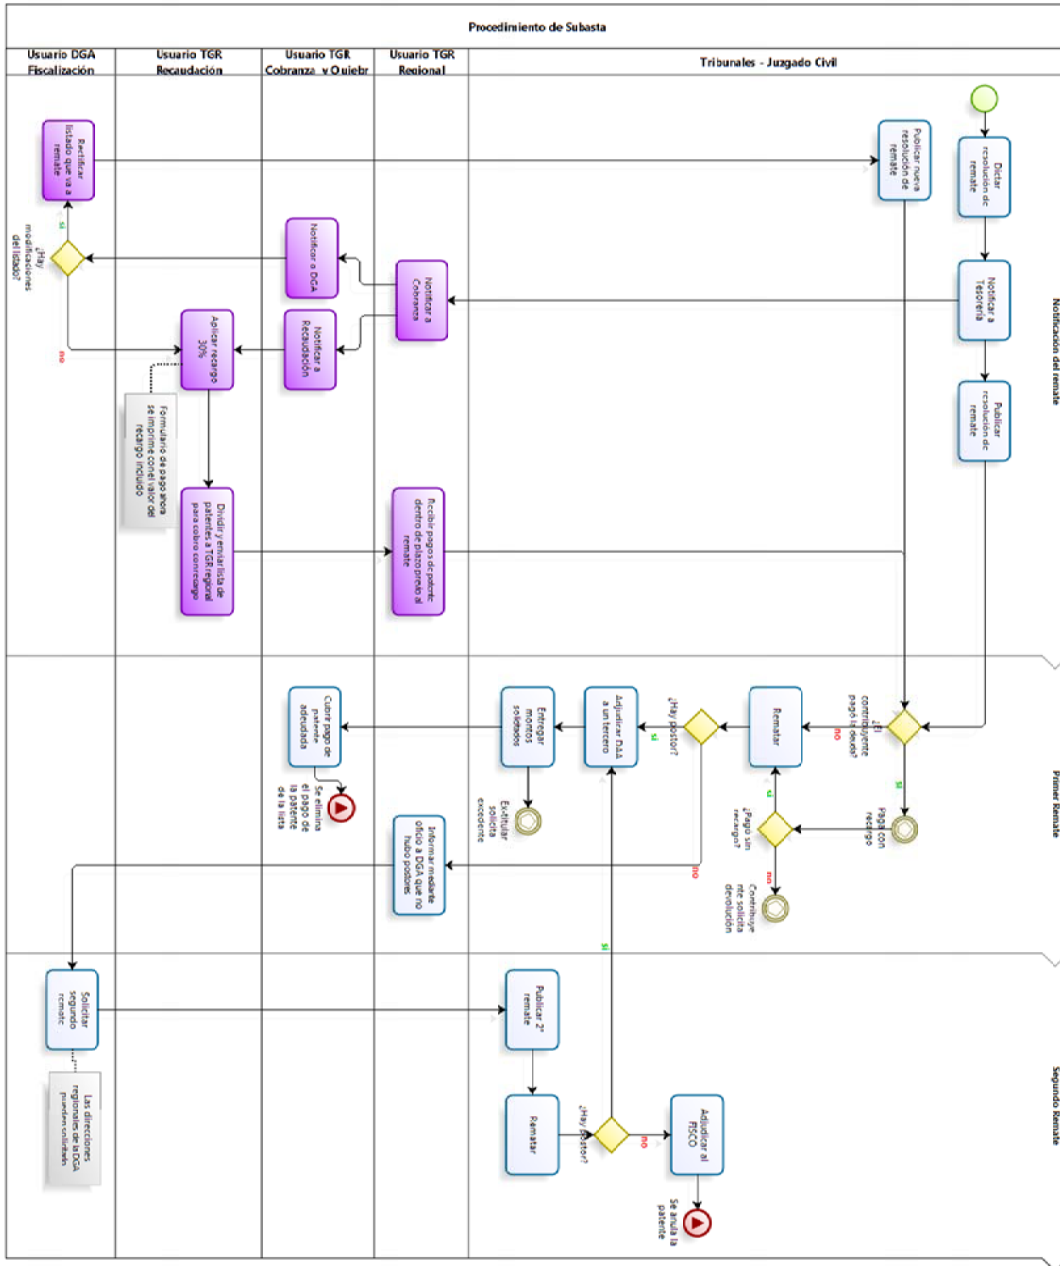 Procedimiento de Subasta
Usuario DGA
Fiscalización
Usuario TGR
Recaudación
Usuario TGR
Cobranza y Quiebr
Usuario TGR
Regional
Tribunales - Juzgado Civil
Notificación del remate
Primer Remate
Segundo Remate
Dictar
resolución de
remate
Notificar a
Tesorería
Publicar
resolución de
remate
Publicar nueva
resolución de
remate
Rectificar
listado que va a
remate
si
¿Hay
modificaciones
del listado?
no
Notificar a DGA
Notificar a
Cobranza
Notificar a
Recaudación
Aplicar recargo
30%
Formulario de pago ahora
se imprime con el valor del
recargo incluido
Dividir y enviar lista de
patentes a TGR regional
para cobro con recargo
Recibir pagos de patente
dentro de plazo previo al
remate
¿El
contribuyente
pagó la deuda?
no
si
Paga con
recargo
¿Pagó sin
recargo?
si
no
Contribuye
nte solicita
devolución
Rematar
¿Hay postor?
si
no
Adjudicar DAA
a un tercero
Entregar
montos
solicitados
Ex-titular
solicita
excedente
Cubrir pago de
patente
adeudada
Se elimina
el pago de
la patente
de la lista
Informar mediante
oficio a DGA que no
hubo postores
Solicitar
segundo
remate
Las direcciones
regionales de la DGA
pueden solicitarlo
Publicar 2º
remate
Rematar
¿Hay postor?
si
no
Adjudicar al
FISCO
Se anula la
patente